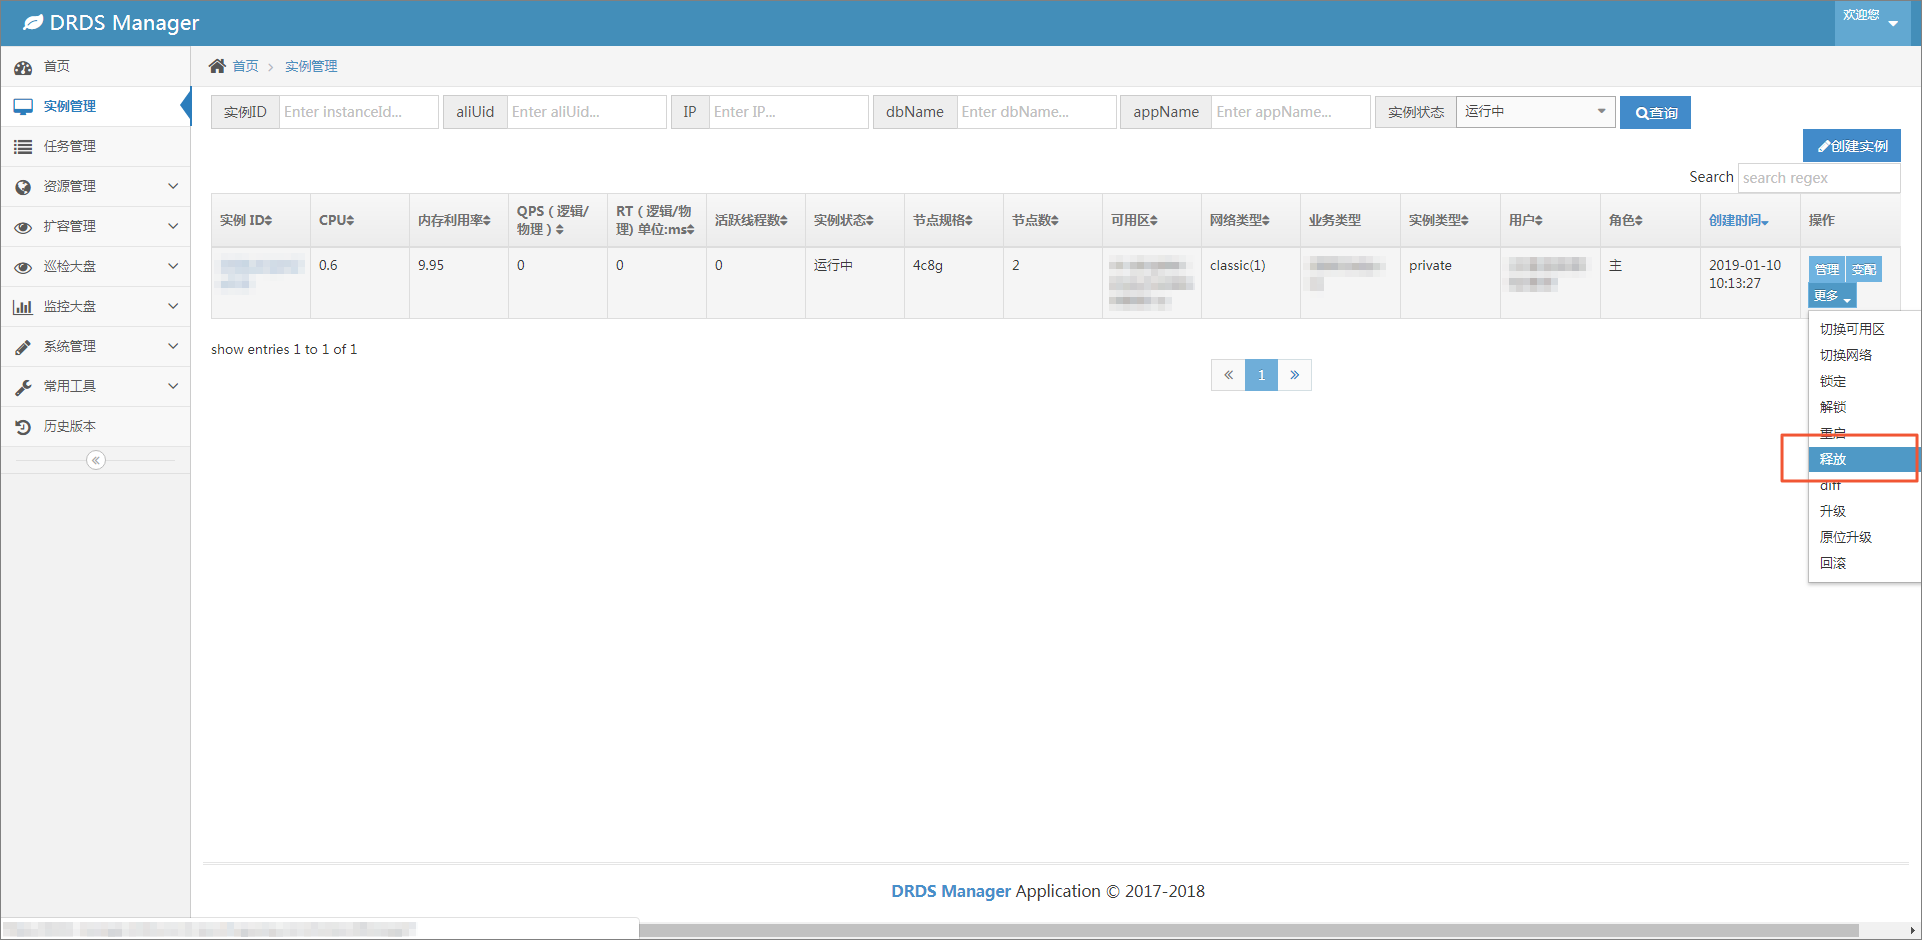 DRDS Manager
欢迎您
首页
实例管理
任务管理
资源管理
扩容管理
巡检大盘
监控大盘
系统管理
常用工具
历史版本
首页 实例管理
实例ID Enter instanceId... aliUid Enter aliUid... IP Enter IP... dbName Enter dbName... appName Enter appName... 实例状态 运行中 查询
创建实例
Search search regex
实例 ID CPU 内存利用率 QPS（逻辑/物理） RT（逻辑/物理) 单位:ms 活跃线程数 实例状态 节点规格 节点数 可用区 网络类型 业务类型 实例类型 用户 角色 创建时间 操作
0.6 9.95 0 0 0 运行中 4c8g 2 classic(1) private 主 2019-01-10 10:13:27 管理 变配
更多
切换可用区
切换网络
锁定
解锁
重启
释放
diff
升级
原位升级
回滚
show entries 1 to 1 of 1
« 1 »
DRDS Manager Application © 2017-2018